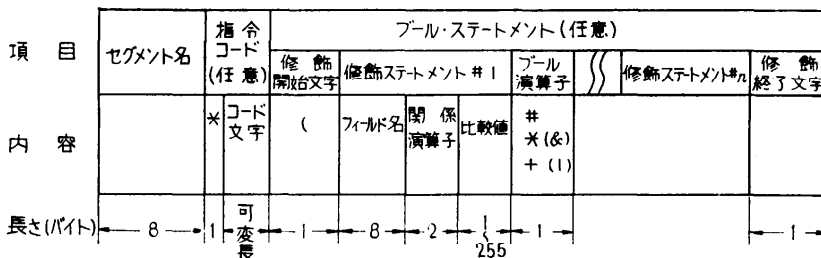 項目 セグメント名 指令コード(任意) ブール・ステートメント(任意)
修飾開始文字 修飾ステートメント#1 ブール演算子 修飾ステートメント#n 修飾終了文字
内容 * コード文字 ( フィールド名 関係演算子 比較値 #
*(&)
+(|)
長さ(バイト) 8 1 可変長 1 8 2 1〜255 1 1